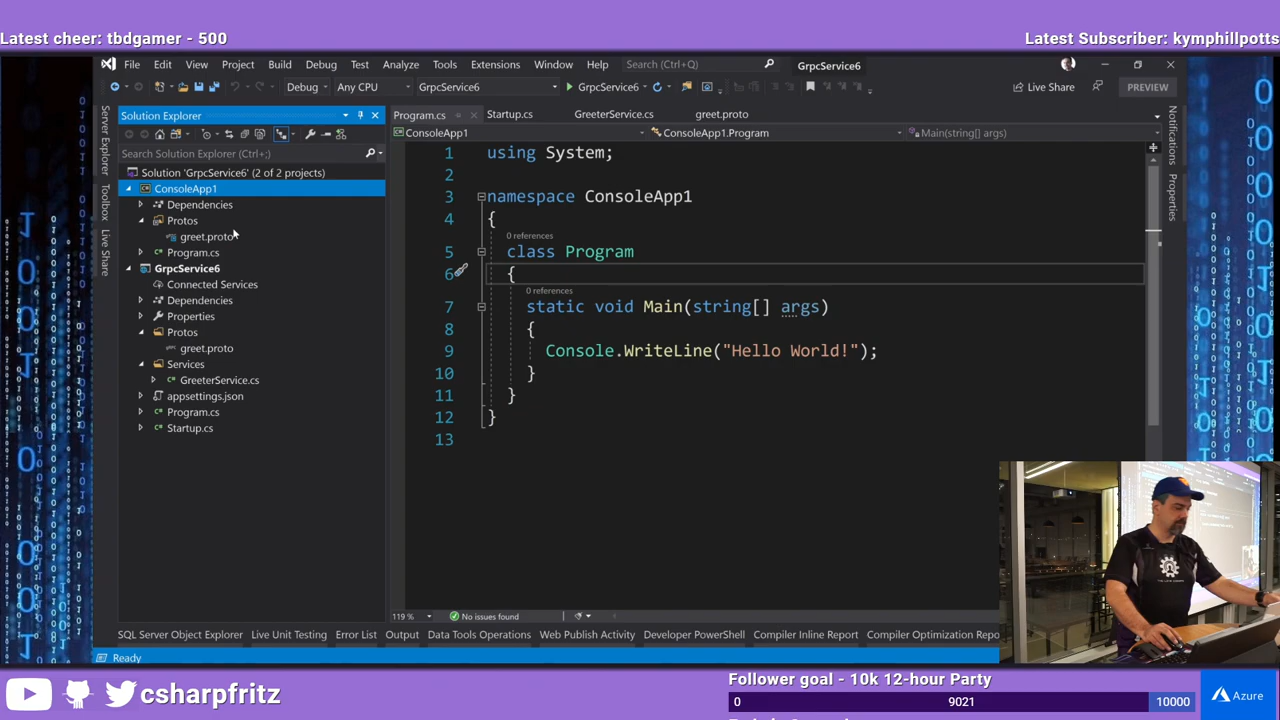 Latest cheer: tbdgamer - 500
Latest Subscriber: kymphillpotts
File Edit View Project Build Debug Test Analyze Tools Extensions Window Help Search (Ctrl+Q) GrpcService6
Debug Any CPU GrpcService6 GrpcService6 Live Share PREVIEW
Server Explorer
Toolbox
Live Share
Solution Explorer
Search Solution Explorer (Ctrl+;)
Solution 'GrpcService6' (2 of 2 projects)
ConsoleApp1
Dependencies
Protos
greet.proto
Program.cs
GrpcService6
Connected Services
Dependencies
Properties
Protos
greet.proto
Services
GreeterService.cs
appsettings.json
Program.cs
Startup.cs
Program.cs Startup.cs GreeterService.cs greet.proto
ConsoleApp1 ConsoleApp1.Program Main(string[] args)
1 using System;
2
3 namespace ConsoleApp1
4 {
0 references
5 class Program
6 {
0 references
7 static void Main(string[] args)
8 {
9 Console.WriteLine("Hello World!");
10 }
11 }
12 }
13
Notifications
Properties
119 % No issues found
SQL Server Object Explorer Live Unit Testing Error List Output Data Tools Operations Web Publish Activity Developer PowerShell Compiler Inline Report Compiler Optimization Repo
Ready
csharpfritz
Follower goal - 10k 12-hour Party
0 9021 10000
Azure